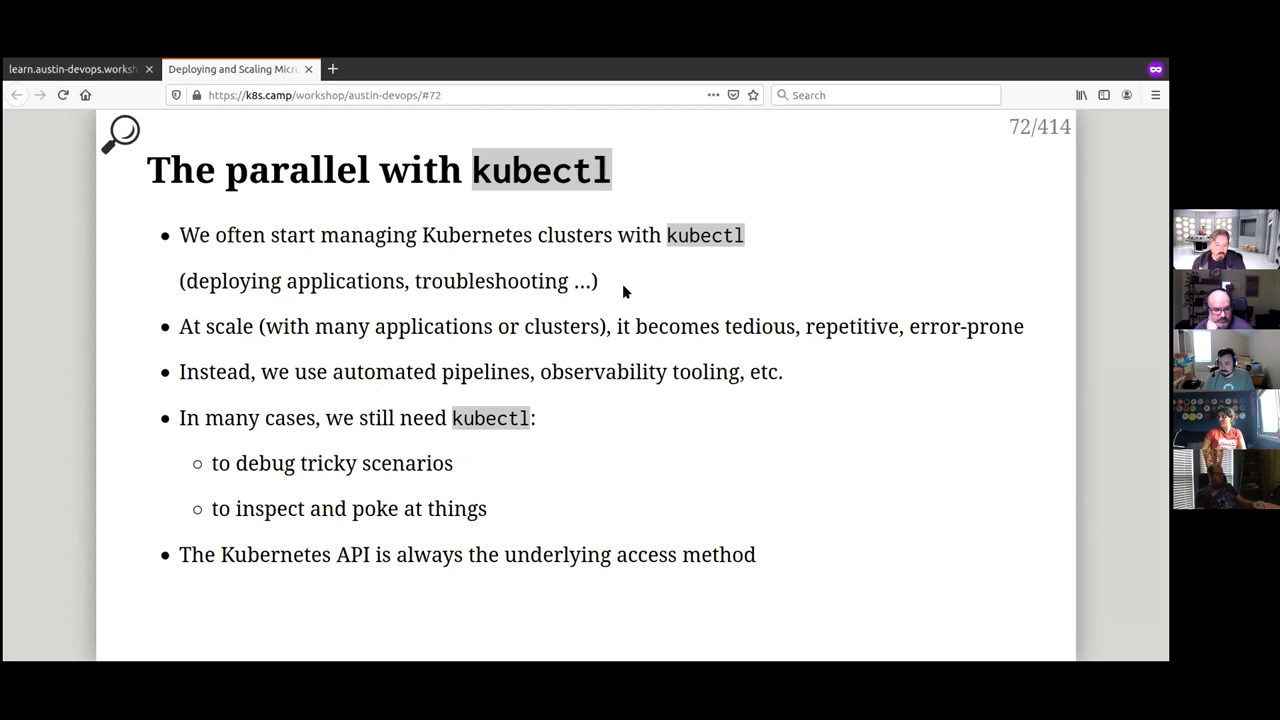 learn.austin-devops.worksh
Deploying and Scaling Micr
https://k8s.camp/workshop/austin-devops/#72
Search
72/414
The parallel with kubectl
• We often start managing Kubernetes clusters with kubectl
(deploying applications, troubleshooting ...)
• At scale (with many applications or clusters), it becomes tedious, repetitive, error-prone
• Instead, we use automated pipelines, observability tooling, etc.
• In many cases, we still need kubectl:
◦ to debug tricky scenarios
◦ to inspect and poke at things
• The Kubernetes API is always the underlying access method